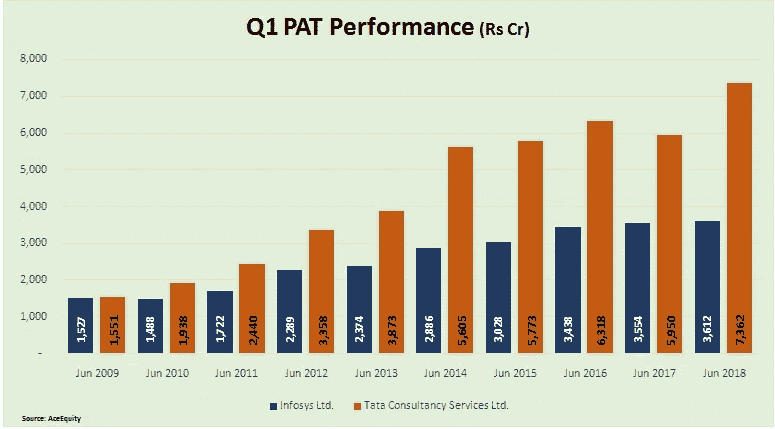 Q1 PAT Performance (Rs Cr)
8,000
7,000
6,000
5,000
4,000
3,000
2,000
1,000
-
1,527 1,551 1,488 1,938 1,722 2,440 2,289 3,358 2,374 3,873 2,886 5,605 3,028 5,773 3,438 6,318 3,554 5,950 3,612 7,362
Jun 2009 Jun 2010 Jun 2011 Jun 2012 Jun 2013 Jun 2014 Jun 2015 Jun 2016 Jun 2017 Jun 2018
Infosys Ltd. Tata Consultancy Services Ltd.
Source: AceEquity